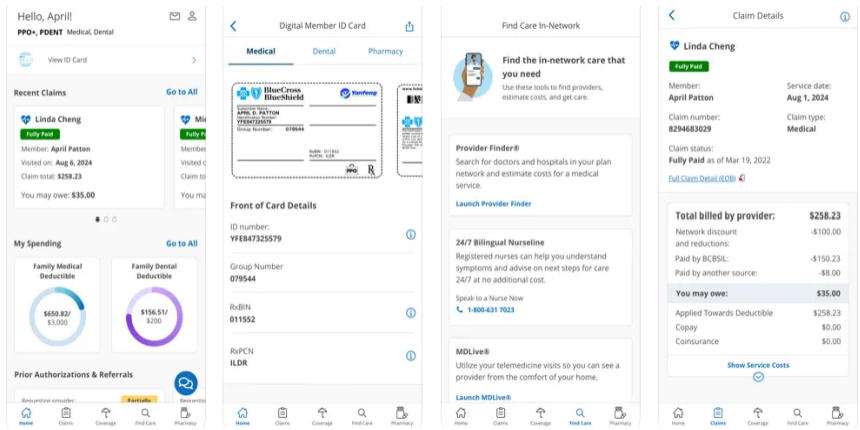 Hello, April!
PPO+, PDENT Medical, Dental
View ID Card
Recent Claims
Go to All
Linda Cheng
Fully Paid
Member: April Patton
Visited on: Aug 6, 2024
Claim total: $258.23
You may owe: $35.00
My Spending
Go to All
Family Medical
Deductible
$650.82/
$3,000
Family Dental
Deductible
$156.51/
$200
Prior Authorizations & Referrals
Home
Claims
Coverage
Find Care
Pharmacy
Digital Member ID Card
Medical
Dental
Pharmacy
BlueCross
BlueShield
Yanfeng
APRIL D. PATTON
YFE847325579
Group Number: 079544
RxBIN 011552
RxPCN: ILDR
PPO
Rx
Front of Card Details
ID number:
YFE847325579
Group Number
079544
RxBIN
011552
RxPCN
ILDR
Home
Claims
Coverage
Find Care
Pharmacy
Find Care In-Network
Find the in-network care that
you need
Use these tools to find providers,
estimate costs, and get care.
Provider Finder®
Search for doctors and hospitals in your plan
network and estimate costs for a medical
service.
Launch Provider Finder
24/7 Bilingual Nurseline
Registered nurses can help you understand
symptoms and advise on next steps for care
24/7 at no additional cost.
Speak to a Nurse Now
1-800-631 7023
MDLive®
Utilize your telemedicine visits so you can see a
provider from the comfort of your home.
Launch MDLive®
Home
Claims
Coverage
Find Care
Pharmacy
Claim Details
Linda Cheng
Fully Paid
Member:
April Patton
Service date:
Aug 1, 2024
Claim number:
8294683029
Claim type:
Medical
Claim status:
Fully Paid as of Mar 19, 2022
Full Claim Detail (EOB)
Total billed by provider: $258.23
Network discount
and reductions: -$100.00
Paid by BCBSIL: -$150.23
Paid by another source: -$8.00
You may owe: $35.00
Applied Towards Deductible $258.23
Copay $0.00
Coinsurance $0.00
Show Service Costs
Home
Claims
Coverage
Find Care
Pharmacy